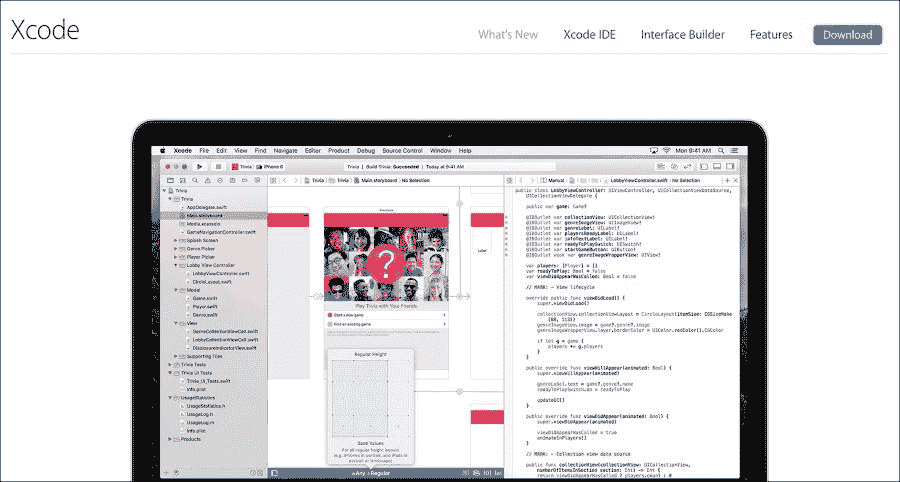 Xcode
What's New Xcode IDE Interface Builder Features Download
Xcode File Edit View Find Navigate Editor Product Debug Source Control Window Help Mon 9:41 AM
Trivia iPhone 6 Trivia | Build Trivia: Succeeded | Today at 9:41 AM
Trivia Trivia Main.storyboard No Selection
Manual LobbyViewController.swift No Selection
Trivia
Trivia
AppDelegate.swift
Main.storyboard
Media.xcassets
GameNavigationController.swift
Splash Screen
Genre Picker
Player Picker
Lobby View Controller
LobbyViewController.swift
CircleLayout.swift
Model
Game.swift
Player.swift
Genre.swift
View
GenreCollectionViewCell.swift
LobbyCollectionViewCell.swift
DisclosureIndicatorView.swift
Supporting Files
Trivia Tests
Trivia UI Tests
Trivia_UI_Tests.swift
Info.plist
UsageStatistics
UsageStatistics.h
UsageLog.h
UsageLog.m
Info.plist
Products
?
Play Trivia with Your Friends
Start a new game
Find an existing game
Label
Regular Height
Sand Values
For all regular height layouts
(e.g. iPhones in portrait, and iPads in
portrait or landscape)
Any Regular
public class LobbyViewController: UIViewController, UICollectionViewDataSource,
UICollectionViewDelegate {
public var game: Game?
@IBOutlet var collectionView: UICollectionView!
@IBOutlet var genreImageView: UIImageView!
@IBOutlet var genreLabel: UILabel!
@IBOutlet var playersReadyLabel: UILabel!
@IBOutlet var infoTextLabel: UILabel!
@IBOutlet var readyToPlaySwitch: UISwitch!
@IBOutlet var startGameButton: UIButton!
@IBOutlet weak var genreImageWrapperView: UIView!
var players: [Player] = []
var readyToPlay: Bool = false
var viewDidAppearHasCalled: Bool = false
// MARK: - View lifecycle
override public func viewDidLoad() {
super.viewDidLoad()
collectionView.collectionViewLayout = CircleLayout(itemSize: CGSizeMake
(80, 113))
genreImageView.image = game?.genre?.image
genreImageWrapperView.layer.borderColor = UIColor.redColor().CGColor
if let g = game {
players += g.players
}
}
override public func viewWillAppear(animated: Bool) {
super.viewWillAppear(animated)
genreLabel.text = game?.genre?.name
readyToPlaySwitch.on = readyToPlay
updateUI()
}
override public func viewDidAppear(animated: Bool) {
super.viewDidAppear(animated)
viewDidAppearHasCalled = true
animateInPlayers()
}
// MARK: - Collection view data source
public func collectionView(collectionView: UICollectionView,
numberOfItemsInSection section: Int) -> Int {
return viewDidAppearHasCalled ? players.count : 0